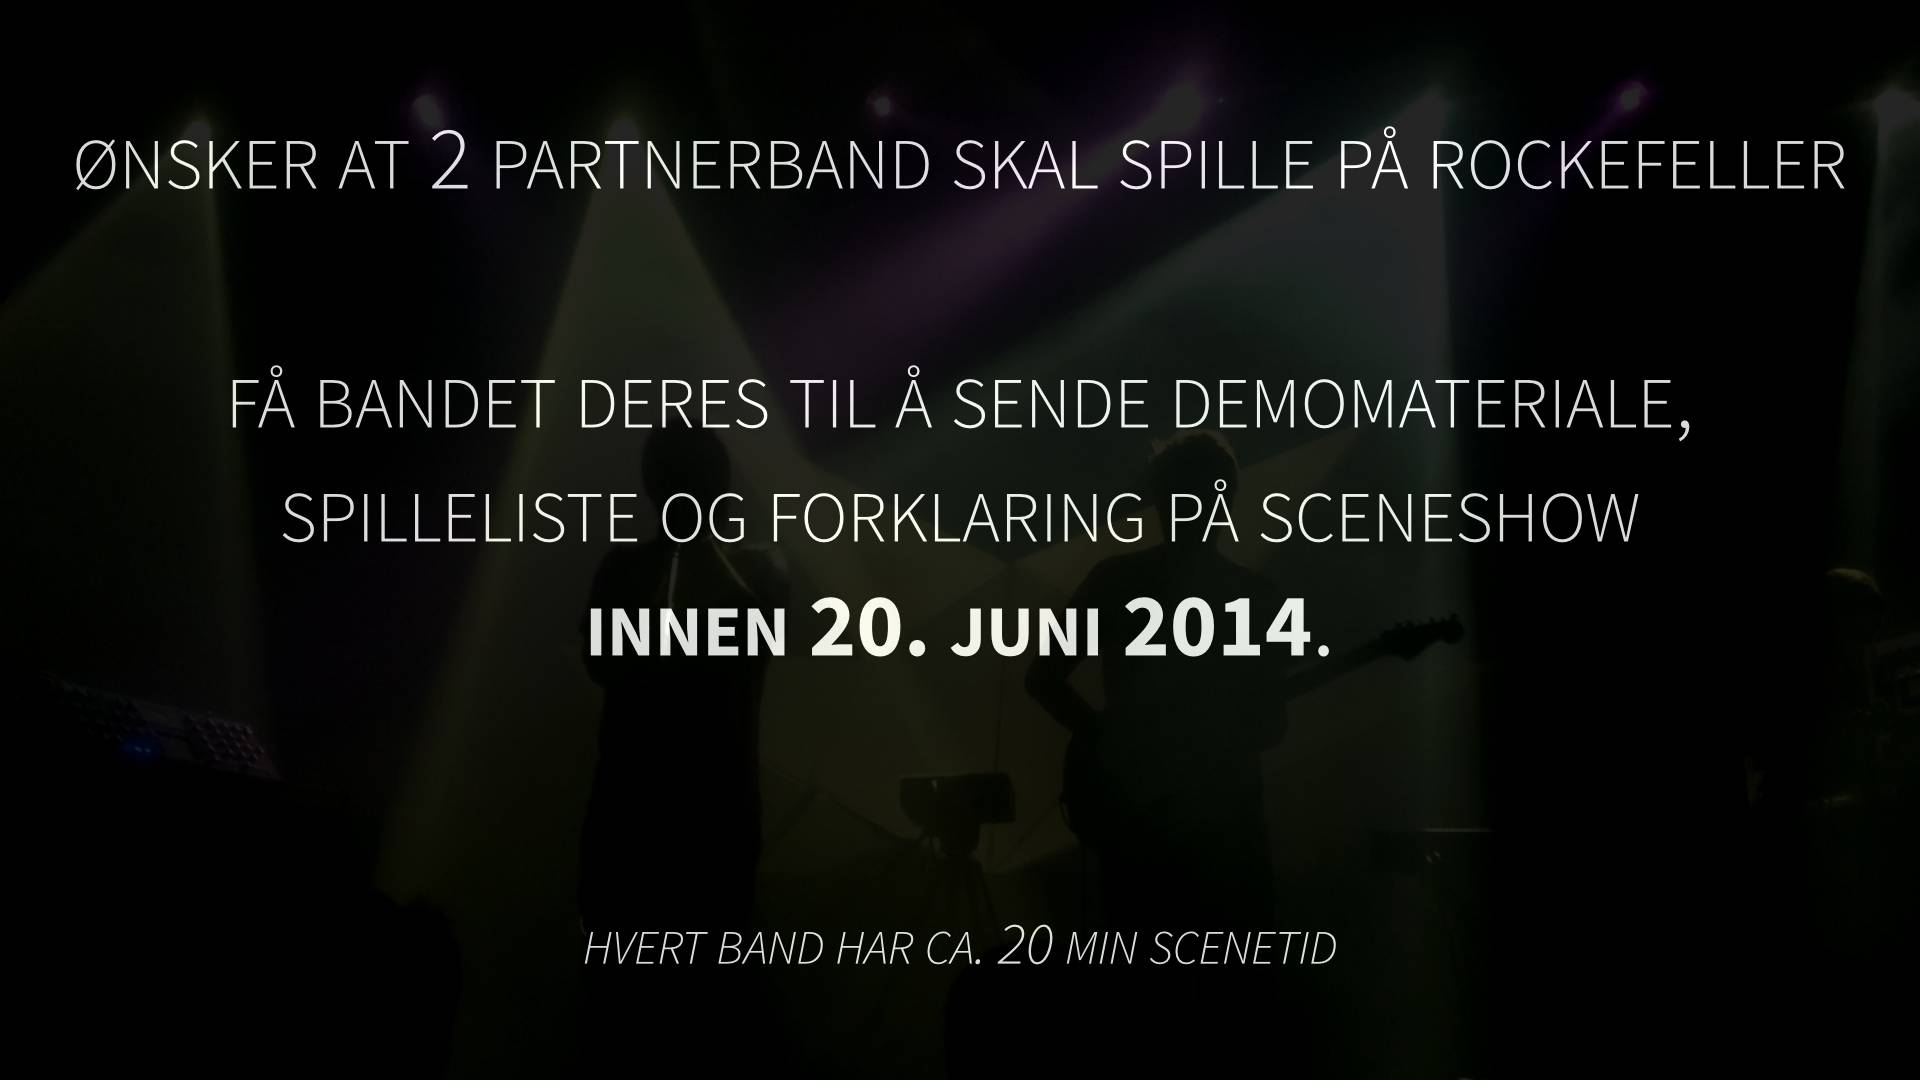 ØNSKER AT 2 PARTNERBAND SKAL SPILLE PÅ ROCKEFELLER
FÅ BANDET DERES TIL Å SENDE DEMOMATERIALE,
SPILLELISTE OG FORKLARING PÅ SCENESHOW
INNEN 20. JUNI 2014.
HVERT BAND HAR CA. 20 MIN SCENETID